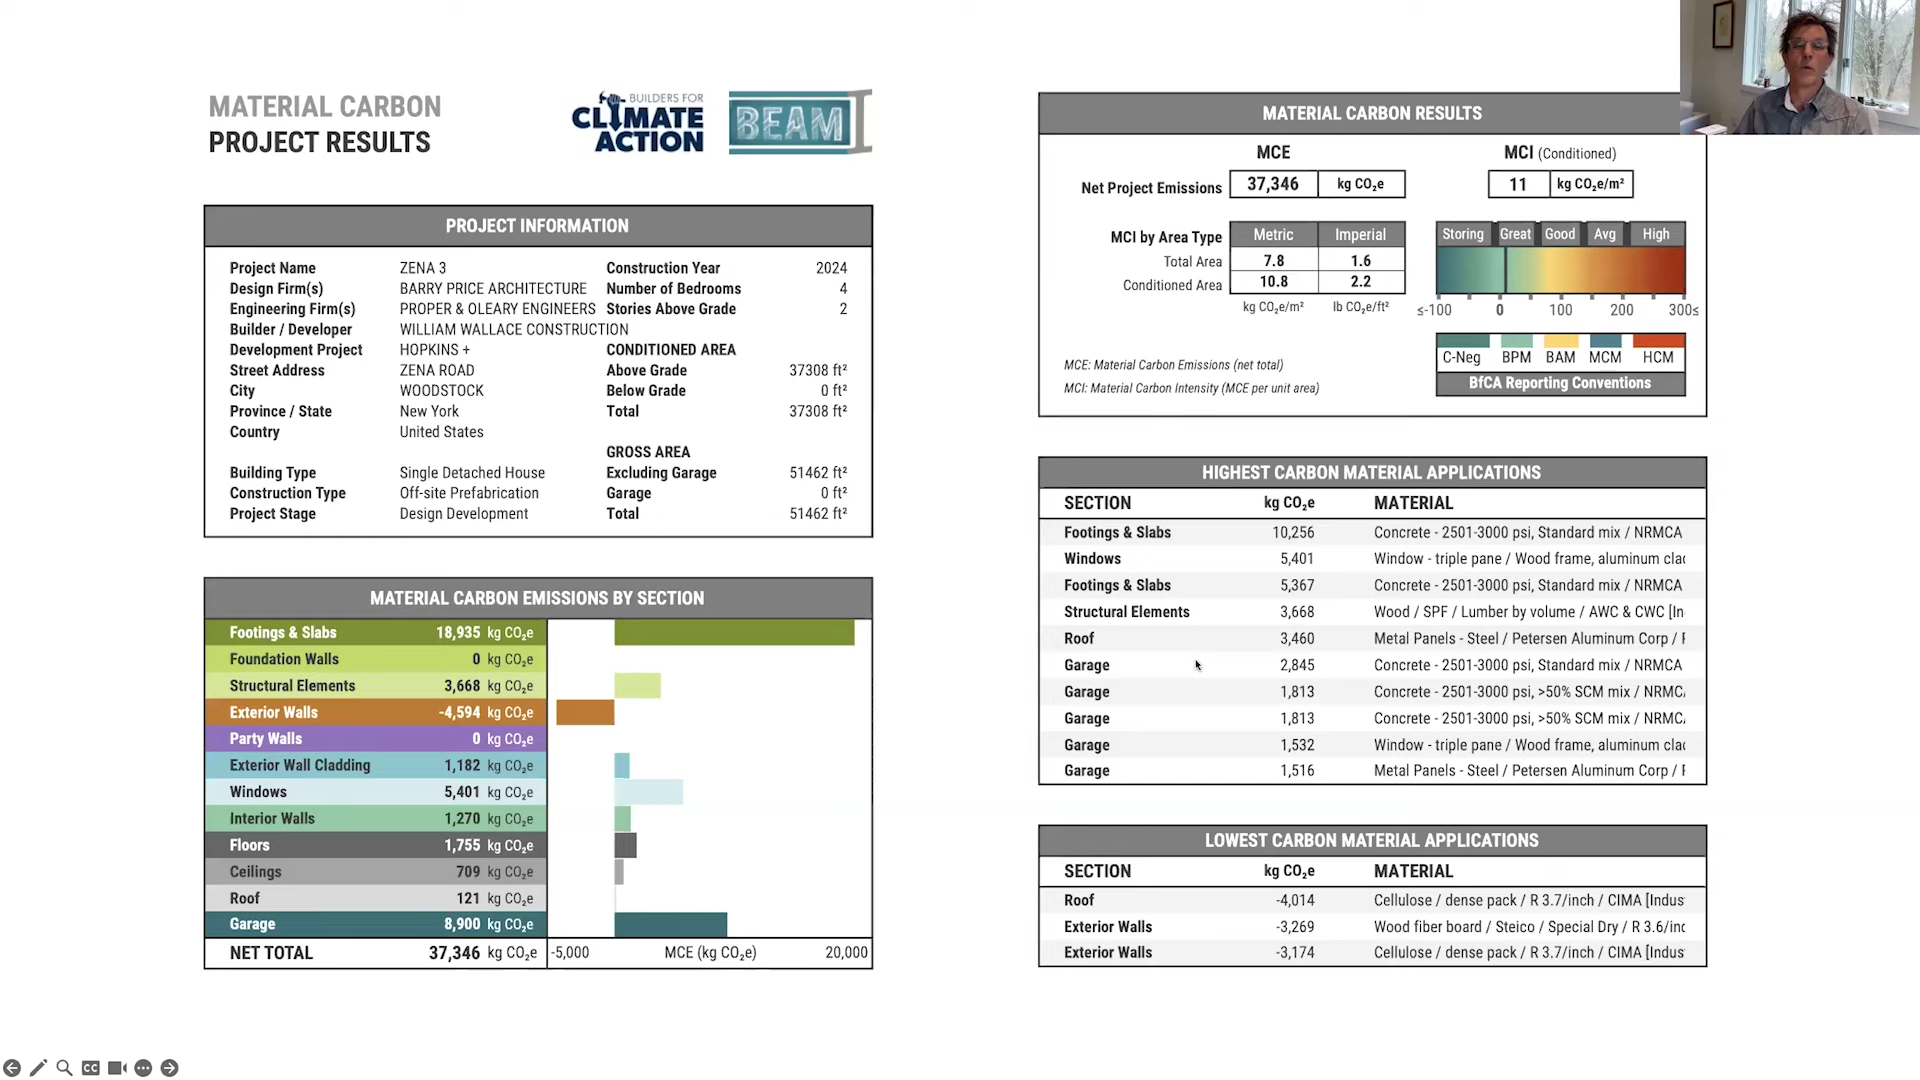 MATERIAL CARBON
PROJECT RESULTS
BUILDERS FOR
CLIMATE
ACTION
BEAM
PROJECT INFORMATION
Project Name ZENA 3 Construction Year 2024
Design Firm(s) BARRY PRICE ARCHITECTURE Number of Bedrooms 4
Engineering Firm(s) PROPER & OLEARY ENGINEERS Stories Above Grade 2
Builder / Developer WILLIAM WALLACE CONSTRUCTION
Development Project HOPKINS + CONDITIONED AREA
Street Address ZENA ROAD Above Grade 37308 ft²
City WOODSTOCK Below Grade 0 ft²
Province / State New York Total 37308 ft²
Country United States
GROSS AREA
Building Type Single Detached House Excluding Garage 51462 ft²
Construction Type Off-site Prefabrication Garage 0 ft²
Project Stage Design Development Total 51462 ft²
MATERIAL CARBON EMISSIONS BY SECTION
Footings & Slabs 18,935 kg CO₂e
Foundation Walls 0 kg CO₂e
Structural Elements 3,668 kg CO₂e
Exterior Walls -4,594 kg CO₂e
Party Walls 0 kg CO₂e
Exterior Wall Cladding 1,182 kg CO₂e
Windows 5,401 kg CO₂e
Interior Walls 1,270 kg CO₂e
Floors 1,755 kg CO₂e
Ceilings 709 kg CO₂e
Roof 121 kg CO₂e
Garage 8,900 kg CO₂e
NET TOTAL 37,346 kg CO₂e -5,000 MCE (kg CO₂e) 20,000
MATERIAL CARBON RESULTS
MCE MCI (Conditioned)
Net Project Emissions 37,346 kg CO₂e 11 kg CO₂e/m²
MCI by Area Type Metric Imperial
Total Area 7.8 1.6
Conditioned Area 10.8 2.2
kg CO₂e/m² lb CO₂e/ft²
Storing Great Good Avg High
≤-100 0 100 200 300≤
C-Neg BPM BAM MCM HCM
BfCA Reporting Conventions
MCE: Material Carbon Emissions (net total)
MCI: Material Carbon Intensity (MCE per unit area)
HIGHEST CARBON MATERIAL APPLICATIONS
SECTION kg CO₂e MATERIAL
Footings & Slabs 10,256 Concrete - 2501-3000 psi, Standard mix / NRMCA
Windows 5,401 Window - triple pane / Wood frame, aluminum clad
Footings & Slabs 5,367 Concrete - 2501-3000 psi, Standard mix / NRMCA
Structural Elements 3,668 Wood / SPF / Lumber by volume / AWC & CWC [In
Roof 3,460 Metal Panels - Steel / Petersen Aluminum Corp /
Garage 2,845 Concrete - 2501-3000 psi, Standard mix / NRMCA
Garage 1,813 Concrete - 2501-3000 psi, >50% SCM mix / NRMC
Garage 1,813 Concrete - 2501-3000 psi, >50% SCM mix / NRMC
Garage 1,532 Window - triple pane / Wood frame, aluminum clad
Garage 1,516 Metal Panels - Steel / Petersen Aluminum Corp /
LOWEST CARBON MATERIAL APPLICATIONS
SECTION kg CO₂e MATERIAL
Roof -4,014 Cellulose / dense pack / R 3.7/inch / CIMA [Indus
Exterior Walls -3,269 Wood fiber board / Steico / Special Dry / R 3.6/inc
Exterior Walls -3,174 Cellulose / dense pack / R 3.7/inch / CIMA [Indus
CC